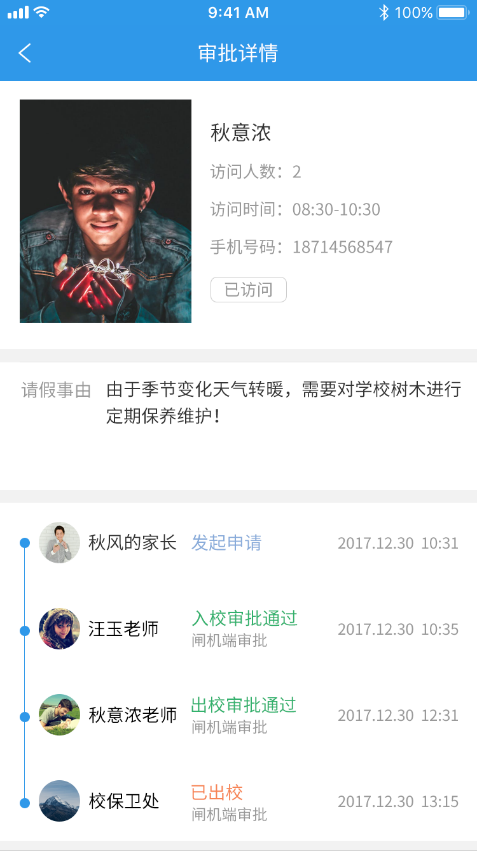 9:41 AM
100%
审批详情
秋意浓
访问人数：2
访问时间：08:30-10:30
手机号码：18714568547
已访问
请假事由
由于季节变化天气转暖，需要对学校树木进行
定期保养维护！
秋风的家长 发起申请 2017.12.30 10:31
汪玉老师 入校审批通过 2017.12.30 10:35
闸机端审批
秋意浓老师 出校审批通过 2017.12.30 12:31
闸机端审批
校保卫处 已出校 2017.12.30 13:15
闸机端审批